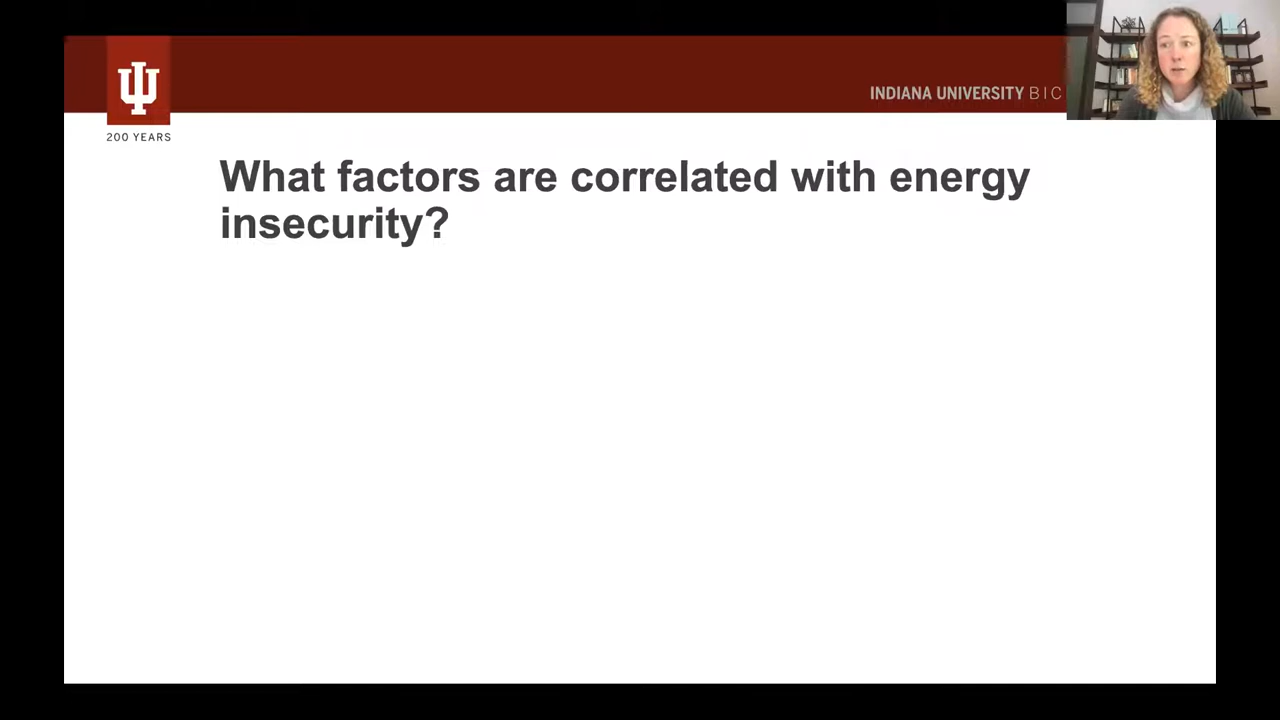 INDIANA UNIVERSITY BIC
200 YEARS
What factors are correlated with energy
insecurity?